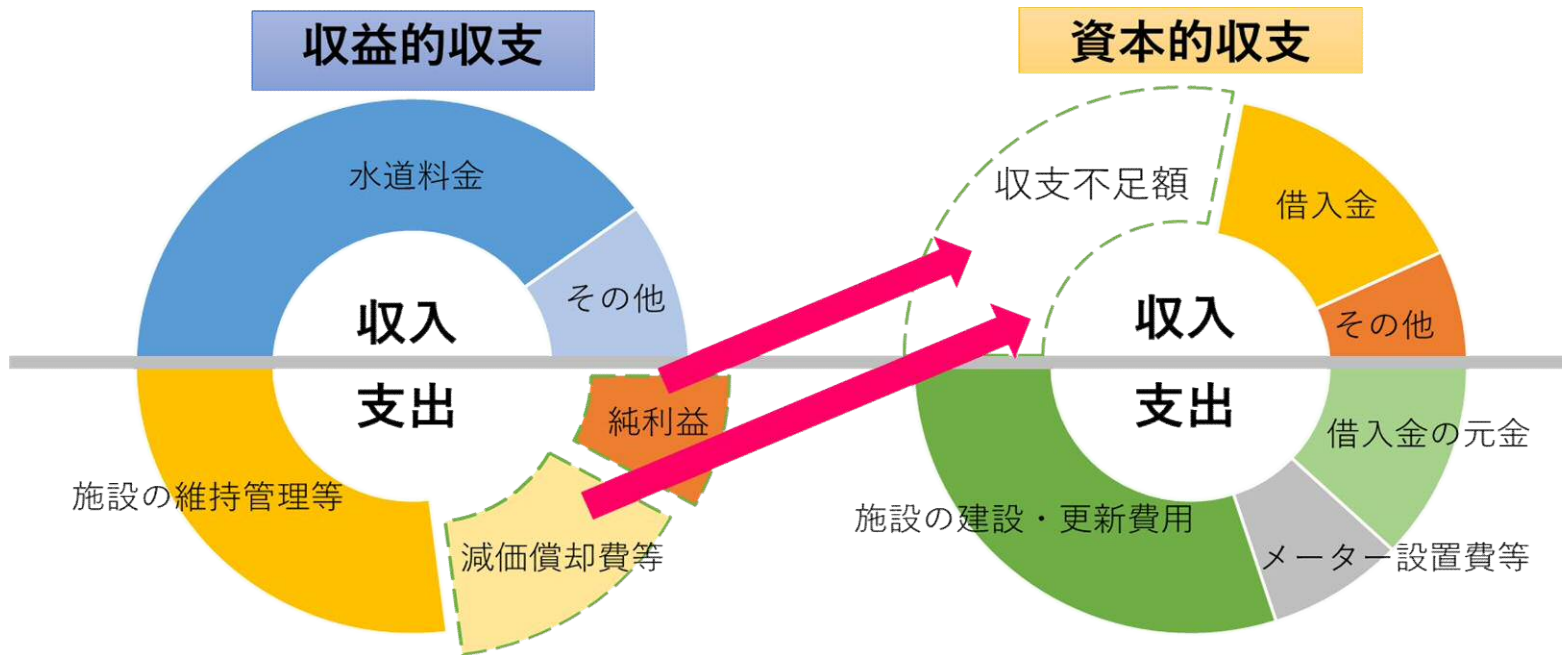 収益的収支
水道料金
その他
収入
支出
純利益
施設の維持管理等
減価償却費等
資本的収支
収支不足額
借入金
その他
収入
支出
借入金の元金
施設の建設・更新費用
メーター設置費等